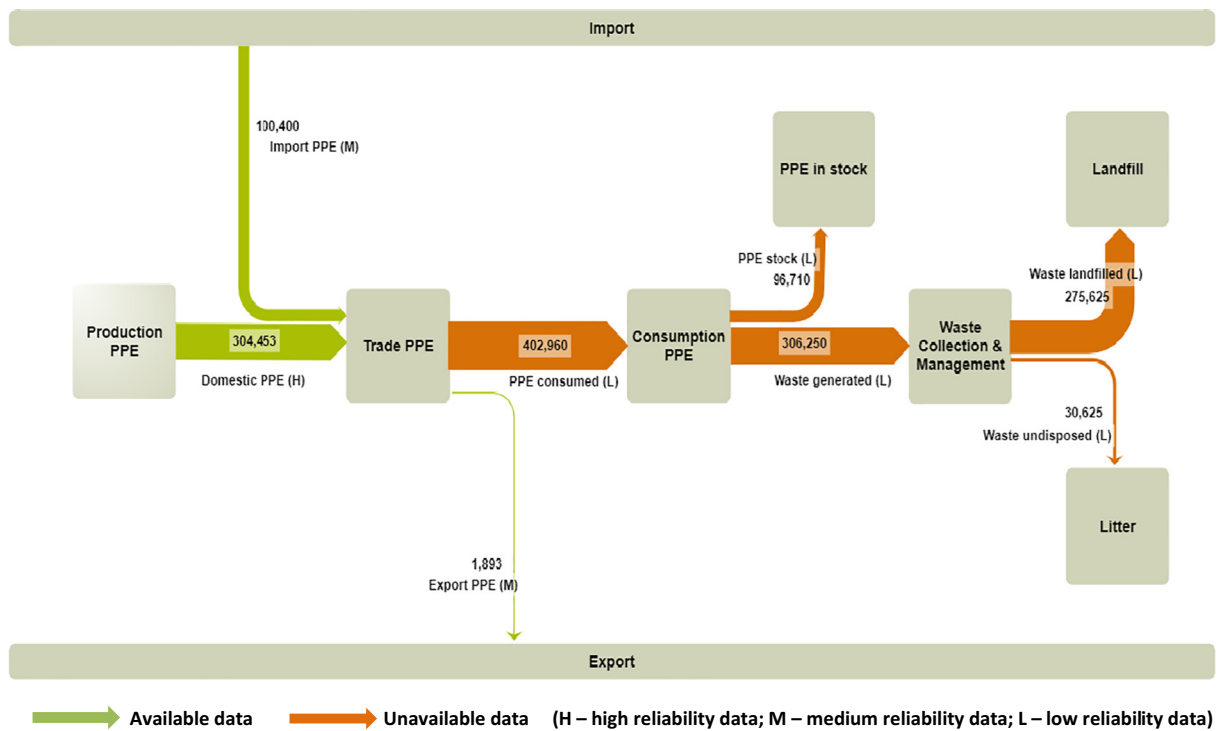 Import
100,400
Import PPE (M)
PPE in stock
Landfill
PPE stock (L)
96,710
Waste landfilled (L)
275,625
Production
PPE
304,453
Domestic PPE (H)
Trade PPE
402,960
PPE consumed (L)
Consumption
PPE
306,250
Waste generated (L)
Waste
Collection &
Management
30,625
Waste undisposed (L)
Litter
1,893
Export PPE (M)
Export
Available data
Unavailable data
(H – high reliability data; M – medium reliability data; L – low reliability data)